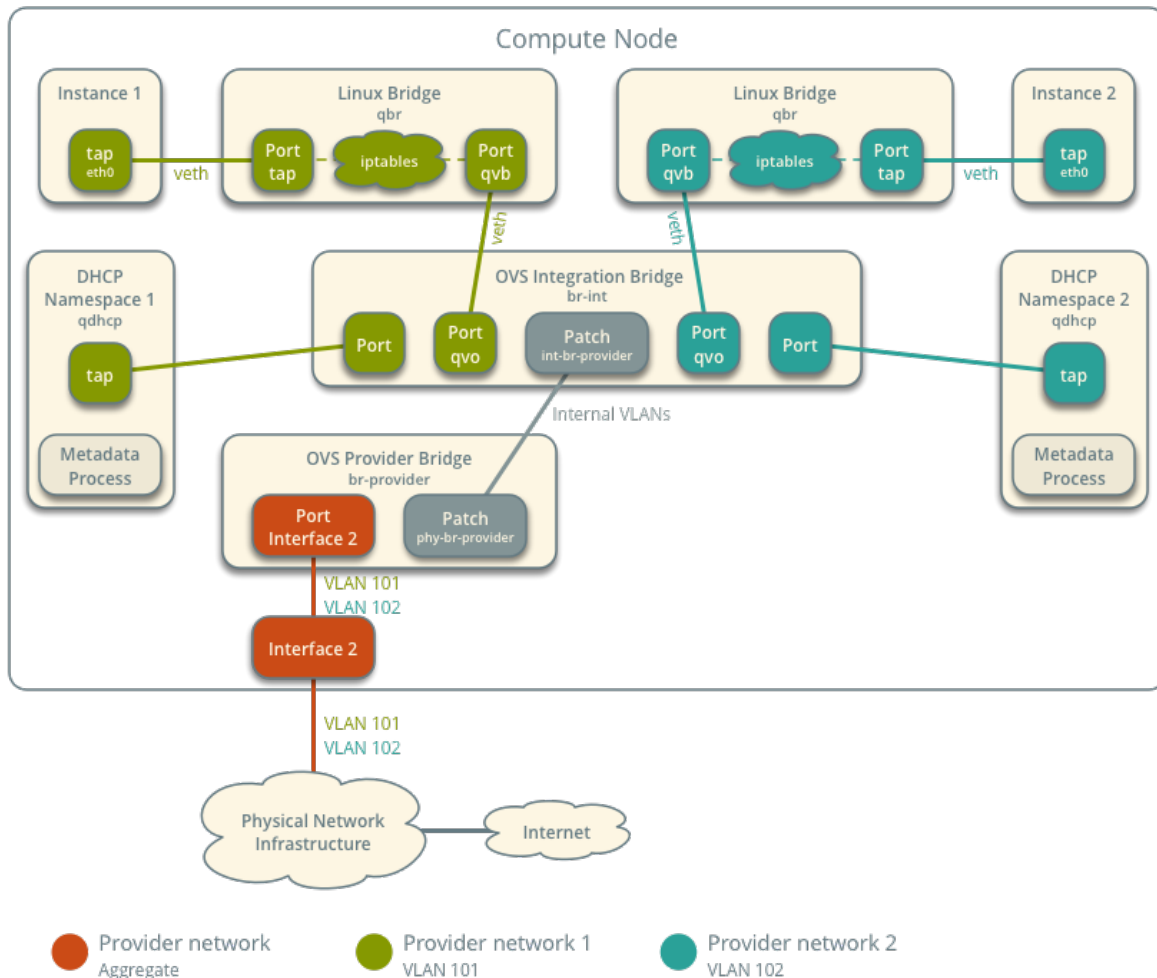 Compute Node
Instance 1
tap
eth0
veth
Linux Bridge
qbr
Port
tap
iptables
Port
qvb
Linux Bridge
qbr
Port
qvb
iptables
Port
tap
veth
Instance 2
tap
eth0
veth
veth
DHCP
Namespace 1
qdhcp
tap
Metadata
Process
OVS Integration Bridge
br-int
Port
Port
qvo
Patch
int-br-provider
Port
qvo
Port
DHCP
Namespace 2
qdhcp
tap
Metadata
Process
Internal VLANs
OVS Provider Bridge
br-provider
Port
Interface 2
Patch
phy-br-provider
VLAN 101
VLAN 102
Interface 2
VLAN 101
VLAN 102
Physical Network
Infrastructure
Internet
Provider network
Aggregate
Provider network 1
VLAN 101
Provider network 2
VLAN 102